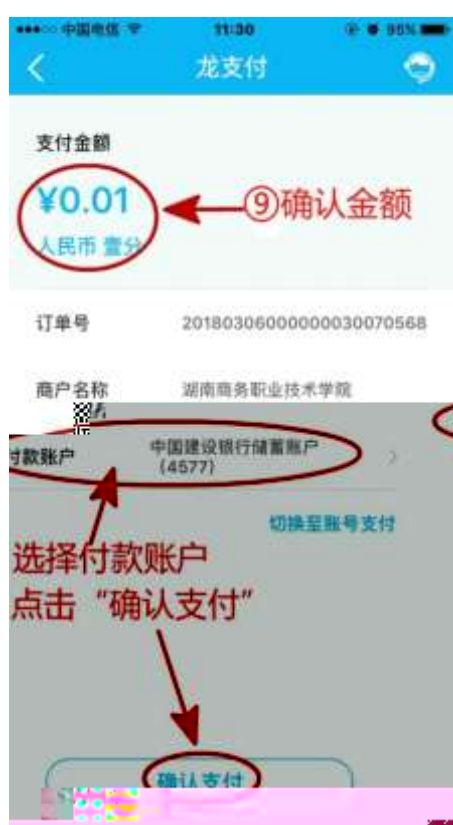 中国电信 11:30 95%
龙支付
支付金额
¥0.01
⑨确认金额
人民币 壹分
订单号 20180306000000030070568
商户名称 湖南商务职业技术学院
付款账户 中国建设银行储蓄账户
(4577)
切换至账号支付
选择付款账户
点击“确认支付”
确认支付